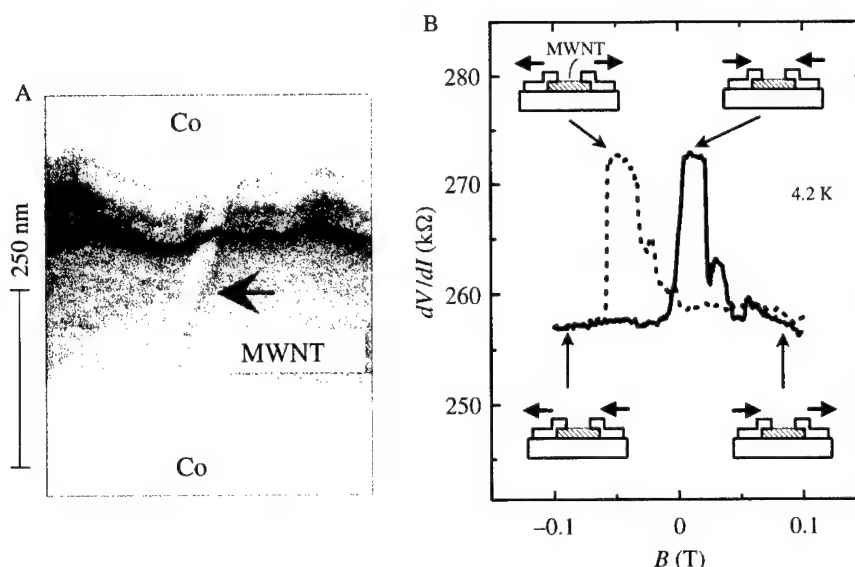 A
Co
250 nm
MWNT
Co
B
MWNT
285
280
270
260
250
dV/dI (kΩ)
4.2 K
−0.1
0
0.1
B (T)